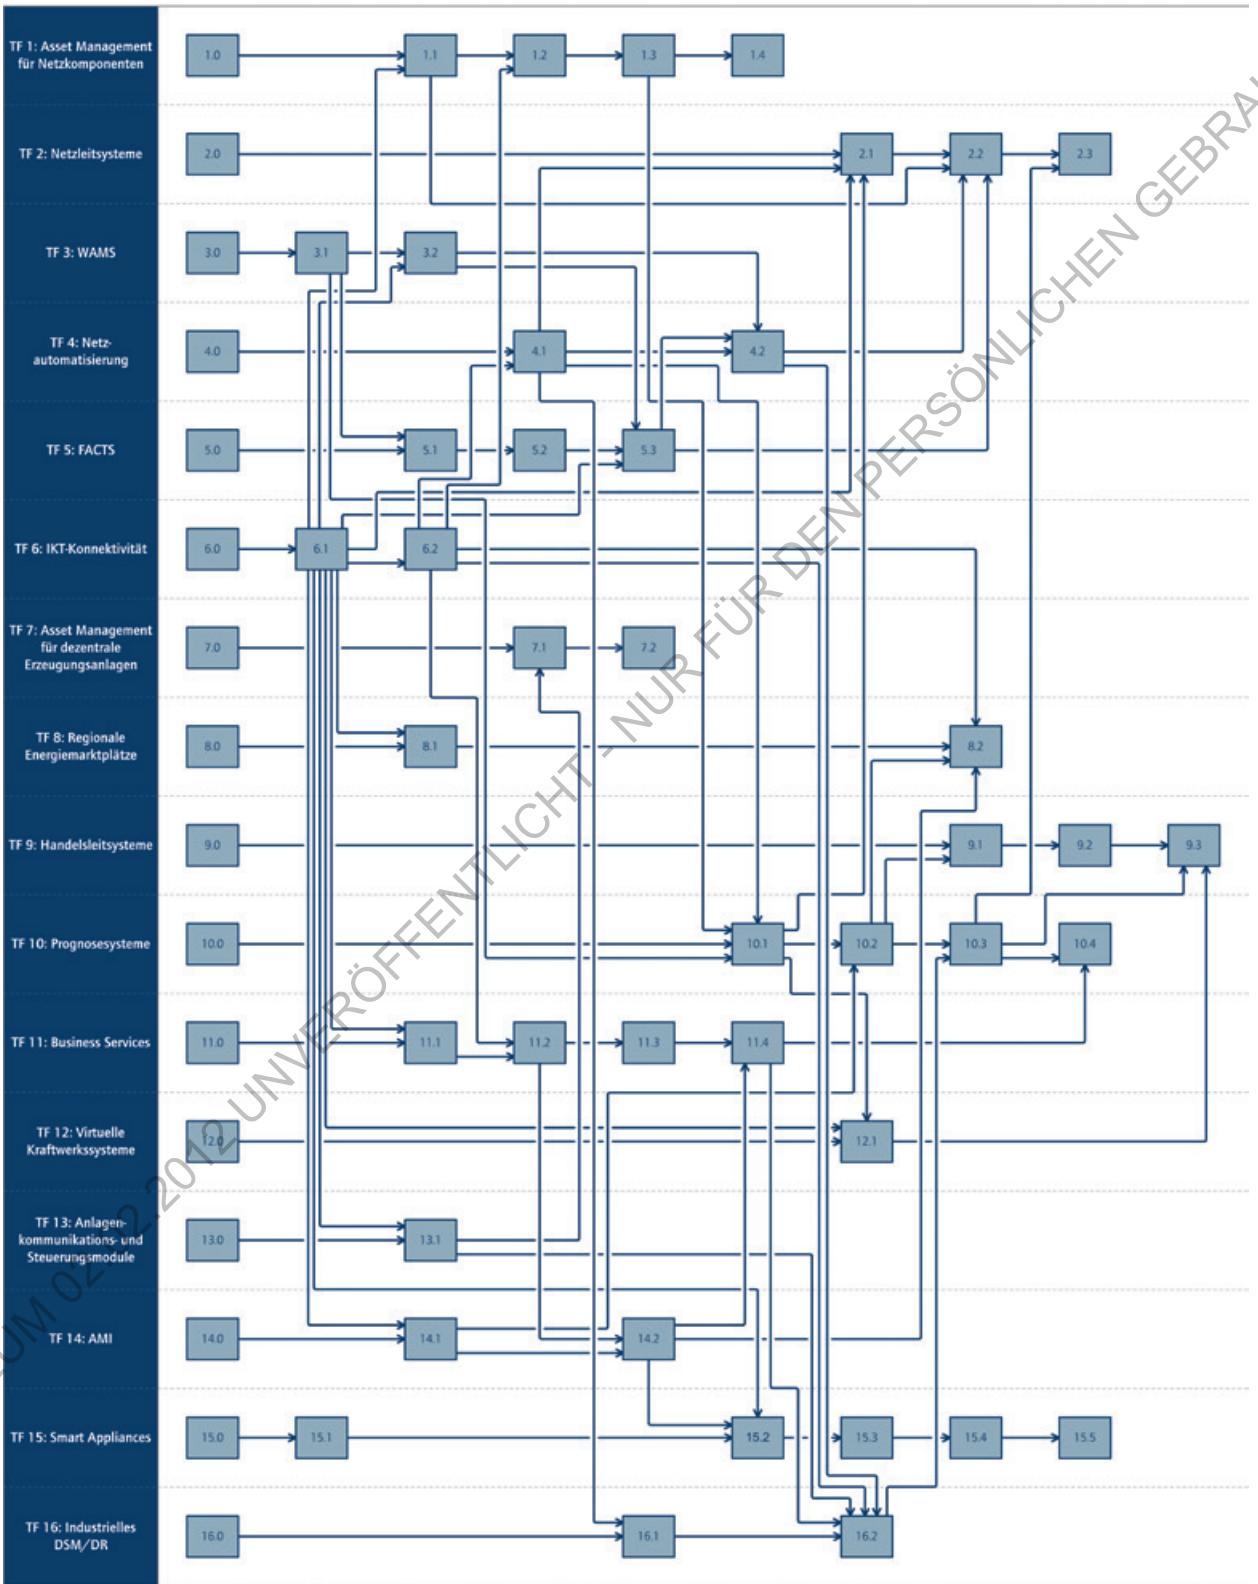 TF 1: Asset Management
für Netzkomponenten
1.0
1.1
1.2
1.3
1.4
TF 2: Netzleitsysteme
2.0
2.1
2.2
2.3
TF 3: WAMS
3.0
3.1
3.2
TF 4: Netz-
automatisierung
4.0
4.1
4.2
TF 5: FACTS
5.0
5.1
5.2
5.3
TF 6: IKT-Konnektivität
6.0
6.1
6.2
TF 7: Asset Management
für dezentrale
Erzeugungsanlagen
7.0
7.1
7.2
TF 8: Regionale
Energiemarktplätze
8.0
8.1
8.2
TF 9: Handelsleitsysteme
9.0
9.1
9.2
9.3
TF 10: Prognosesysteme
10.0
10.1
10.2
10.3
10.4
TF 11: Business Services
11.0
11.1
11.2
11.3
11.4
TF 12: Virtuelle
Kraftwerkssysteme
12.0
12.1
TF 13: Anlagen-
kommunikations- und
Steuerungsmodule
13.0
13.1
TF 14: AMI
14.0
14.1
14.2
TF 15: Smart Appliances
15.0
15.1
15.2
15.3
15.4
15.5
TF 16: Industrielles
DSM/DR
16.0
16.1
16.2
ZUM 02.02.2012 UNVERÖFFENTLICHT - NUR FÜR DEN PERSÖNLICHEN GEBRAU